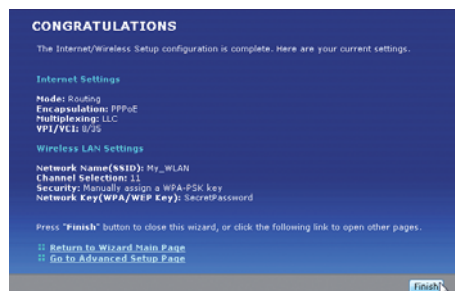 CONGRATULATIONS
The Internet/Wireless Setup configuration is complete. Here are your current settings.
Internet Settings
Mode: Routing
Encapsulation: PPPoE
Multiplexing: LLC
VPI/VCI: 8/35
Wireless LAN Settings
Network Name(SSID): My_WLAN
Channel Selection: 11
Security: Manually assign a WPA-PSK key
Network Key(WPA/WEP Key): SecretPassword
Press "Finish" button to close this wizard, or click the following link to open other pages.
Return to Wizard Main Page
Go to Advanced Setup Page
Finish